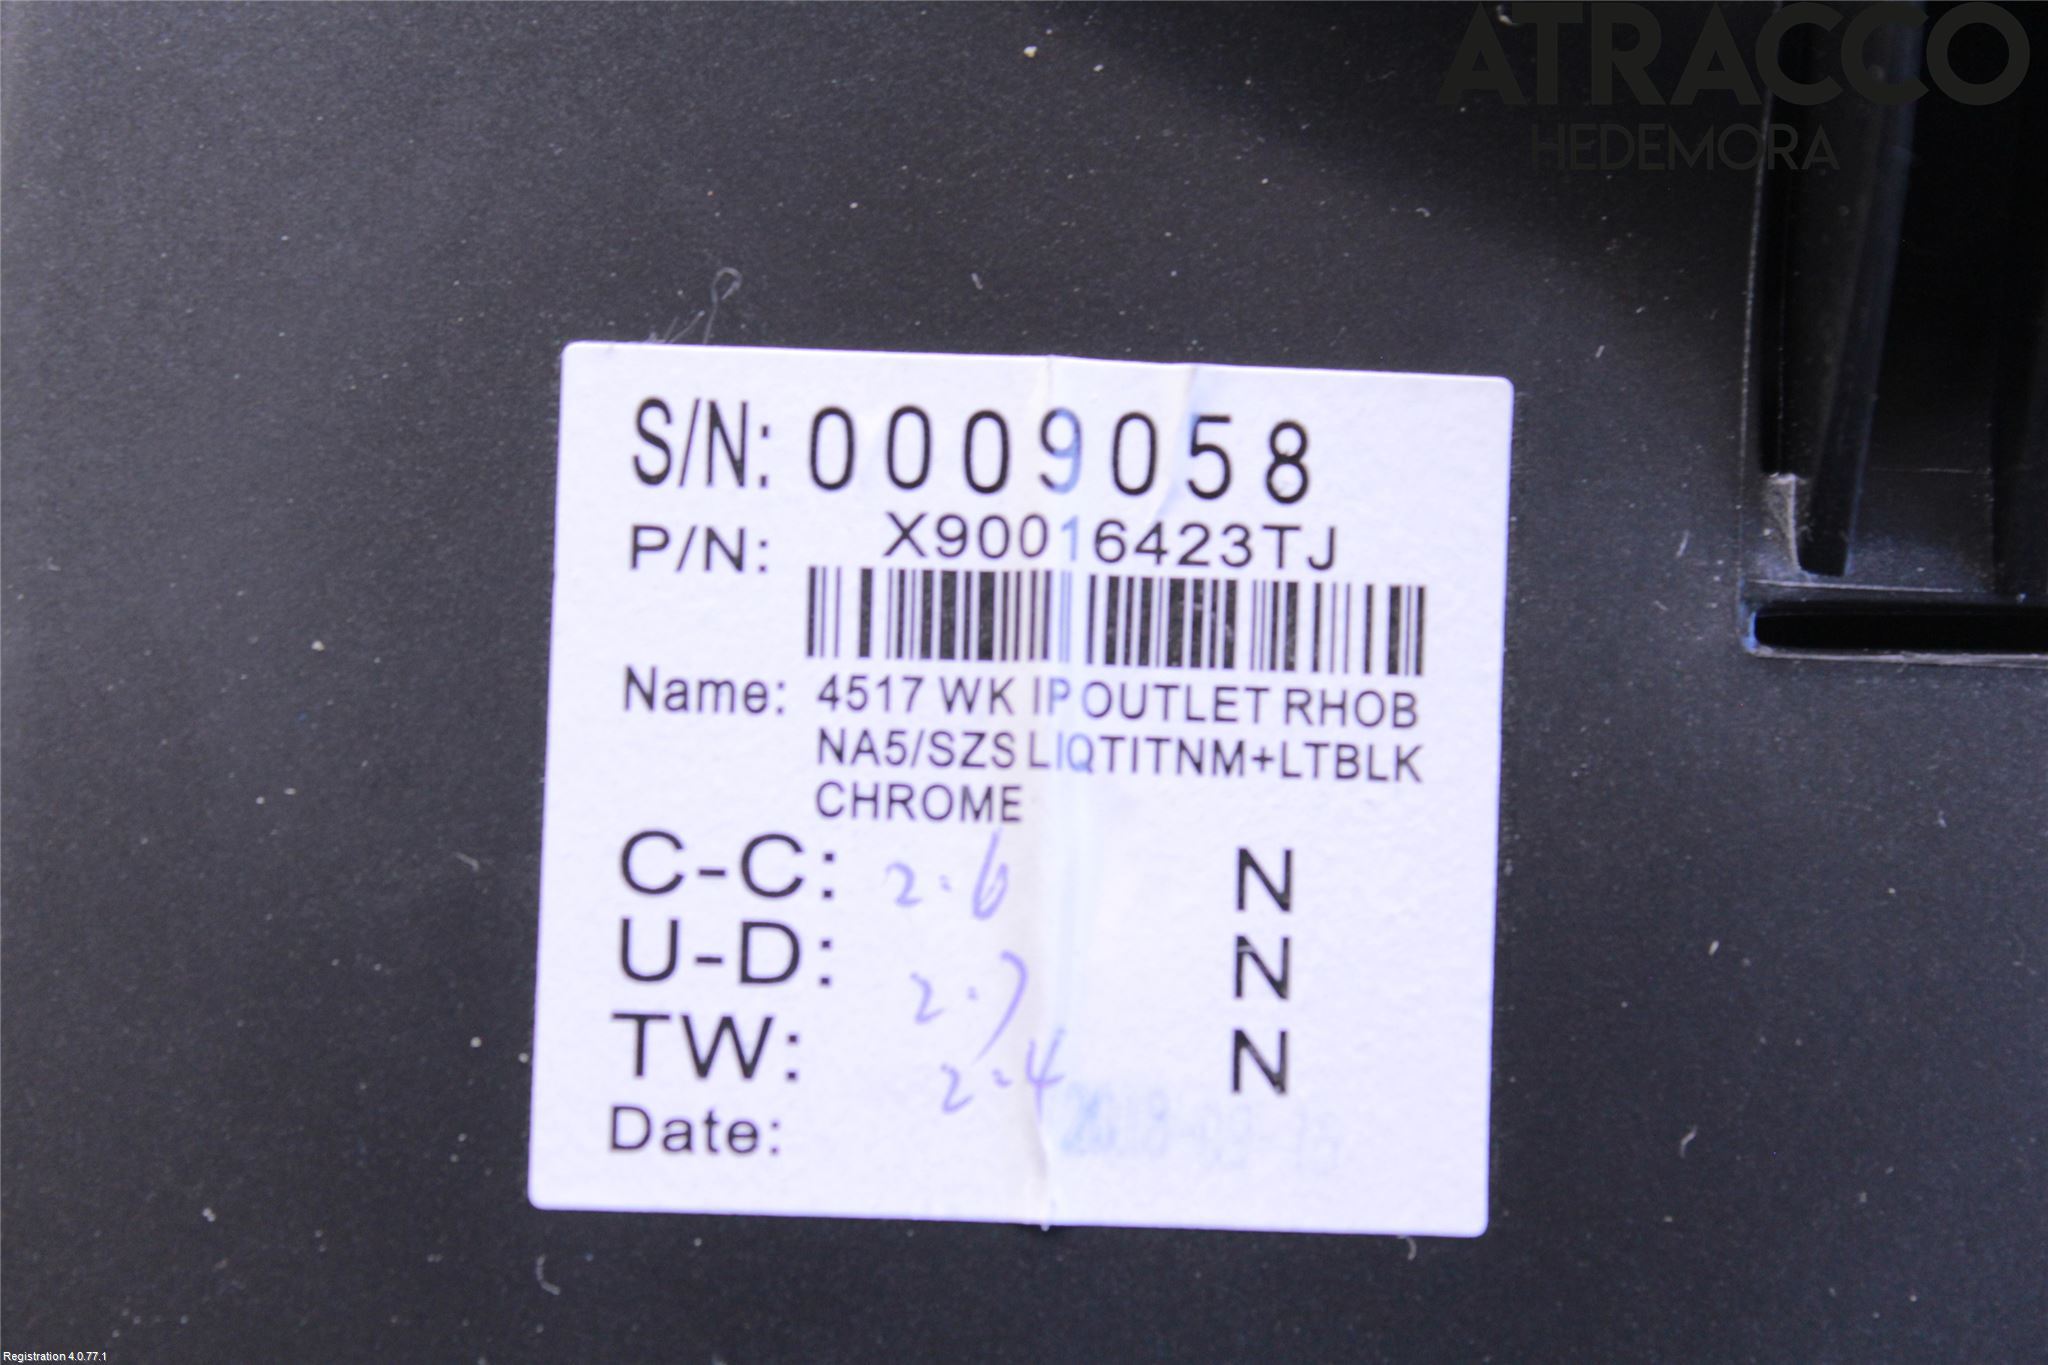 ATRACCO
HEDEMORA
S/N: 0009058
P/N: X90016423TJ
Name: 4517 WK IP OUTLET RHOB
NA5/SZS LIQTITNM+LTBLK
CHROME
C-C: 2.6 N
U-D: 2.7 N
TW: 2.4 N
Date:
Registration 4.0.77.1